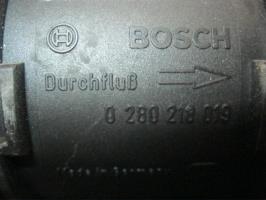 BOSCH
Durchfluß
0 280 218 019
Made in Germany